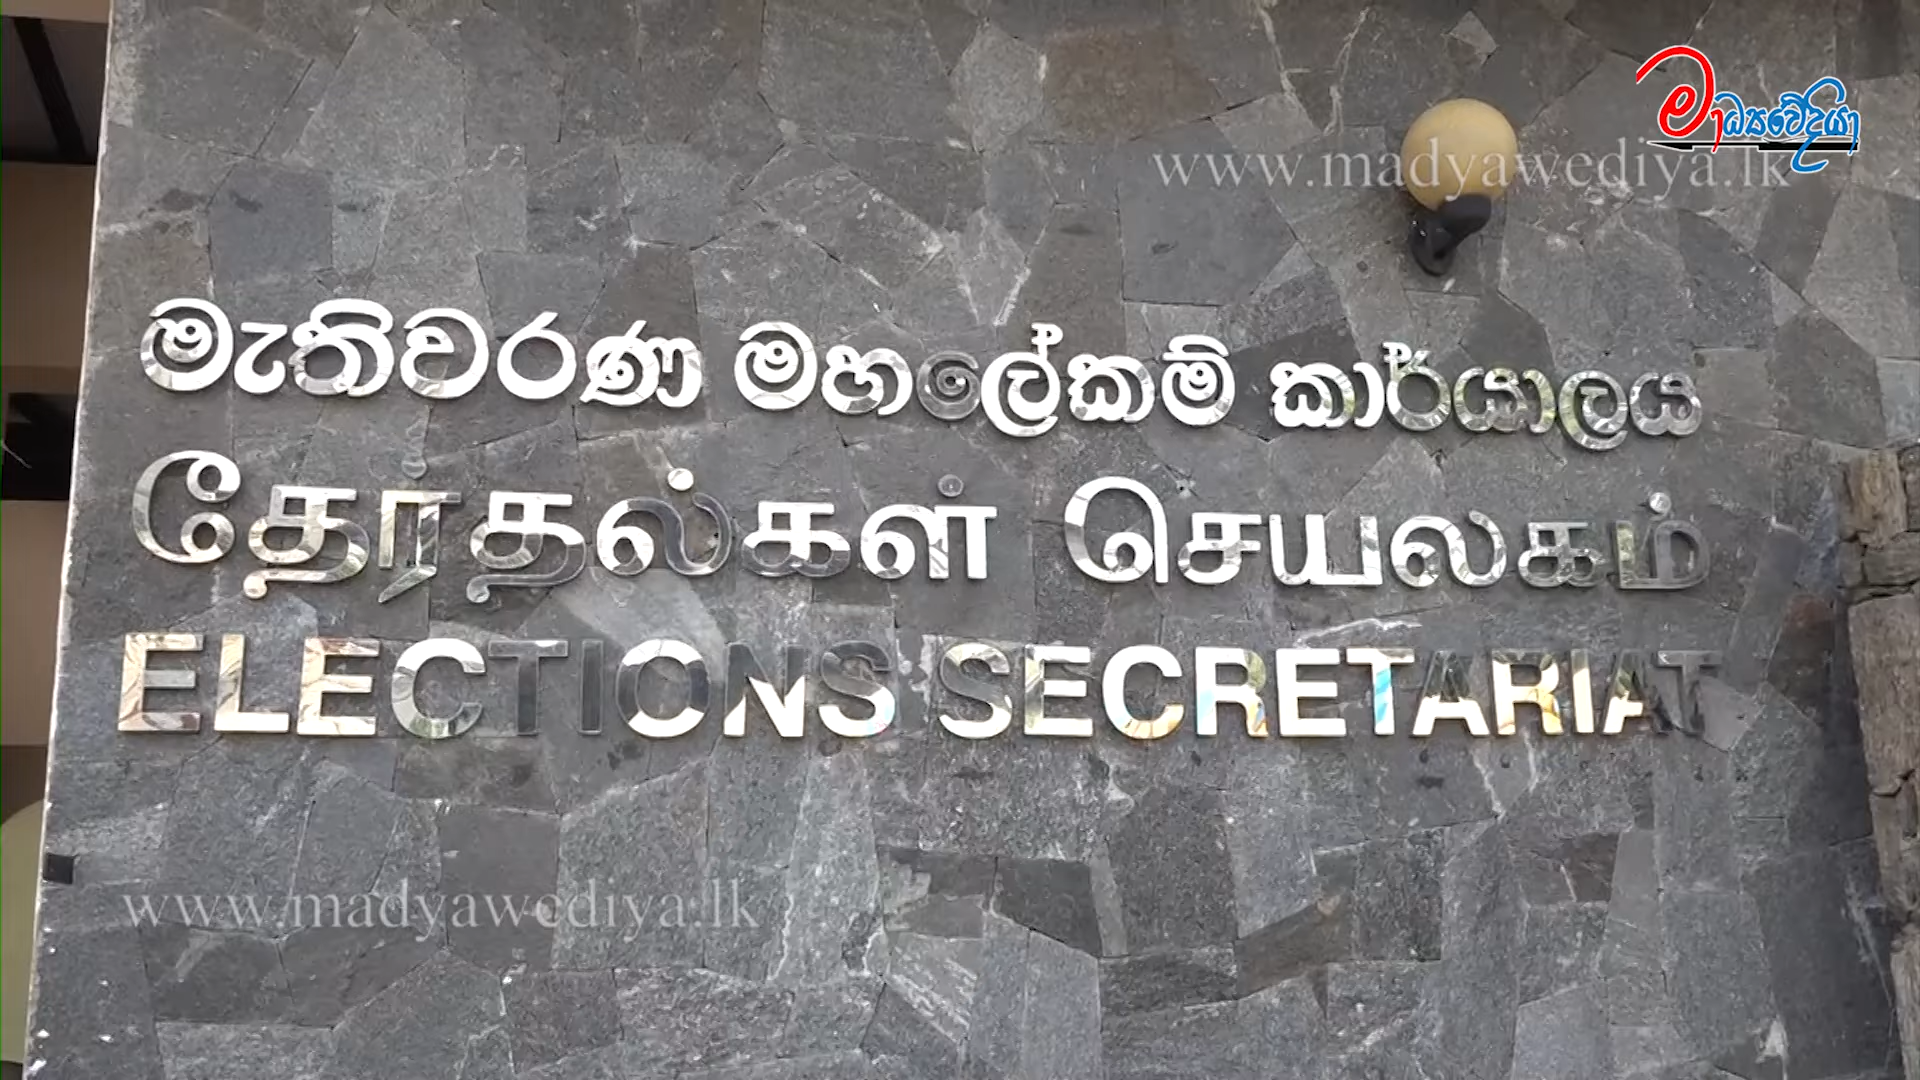 මාධ්‍යවේදියා
www.madyawediya.lk
මැතිවරණ මහලේකම් කාර්යාලය
தேர்தல்கள் செயலகம்
ELECTIONS SECRETARIAT
www.madyawediya.lk